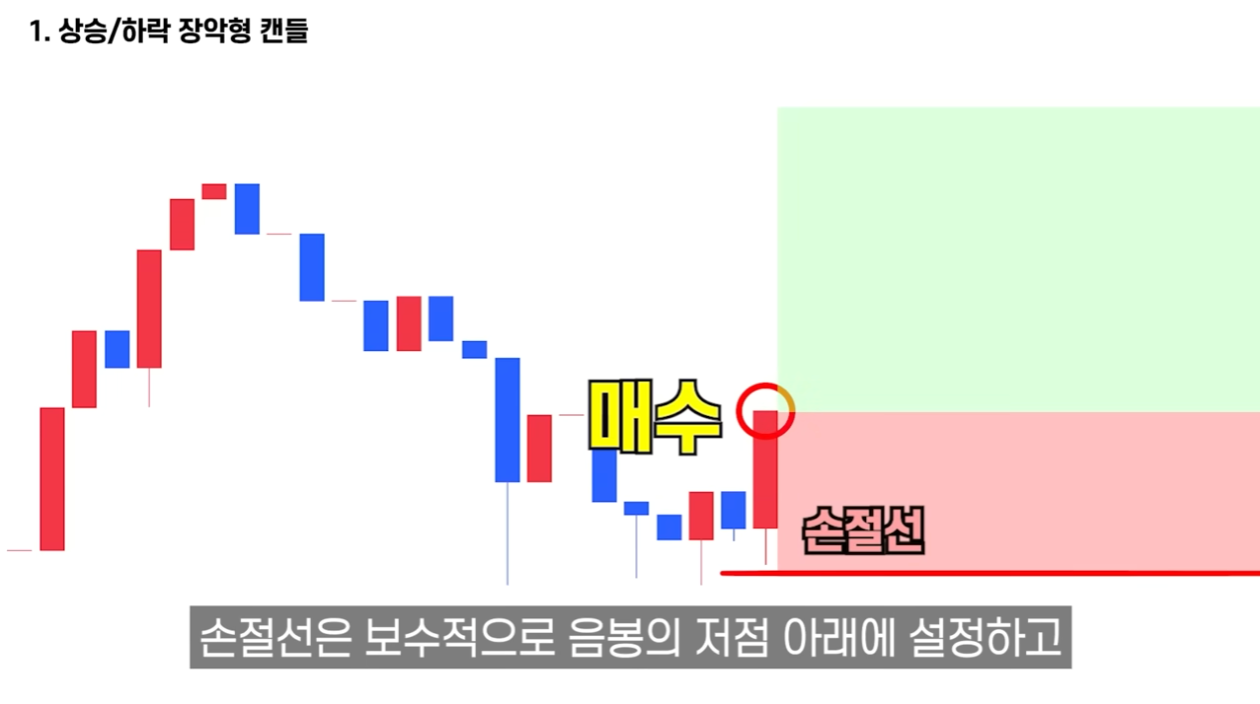 1. 상승/하락 장악형 캔들
매수
손절선
손절선은 보수적으로 음봉의 저점 아래에 설정하고